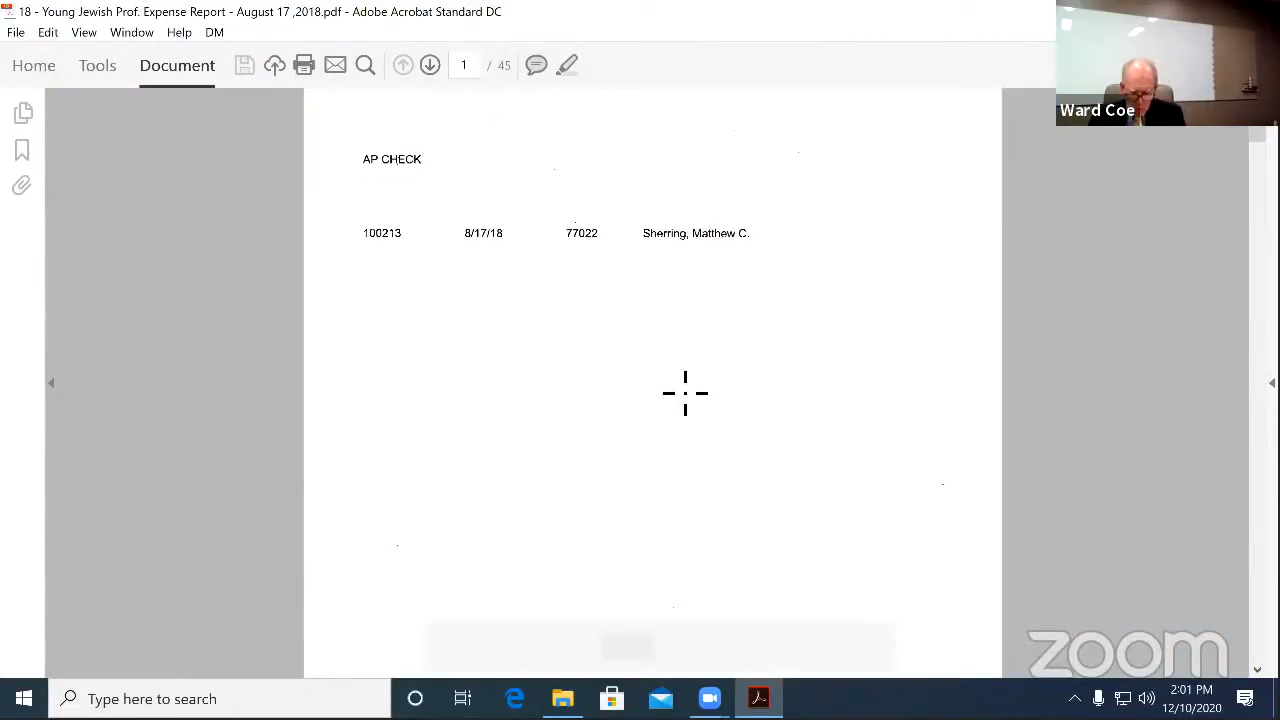 18 - Young Jewish Prof. Expense Report - August 17 ,2018.pdf - Adobe Acrobat Standard DC
File Edit View Window Help DM
Home Tools Document 1 / 45
Ward Coe
AP CHECK
100213 8/17/18 77022 Sherring, Matthew C.
zoom
Type here to search
2:01 PM
12/10/2020